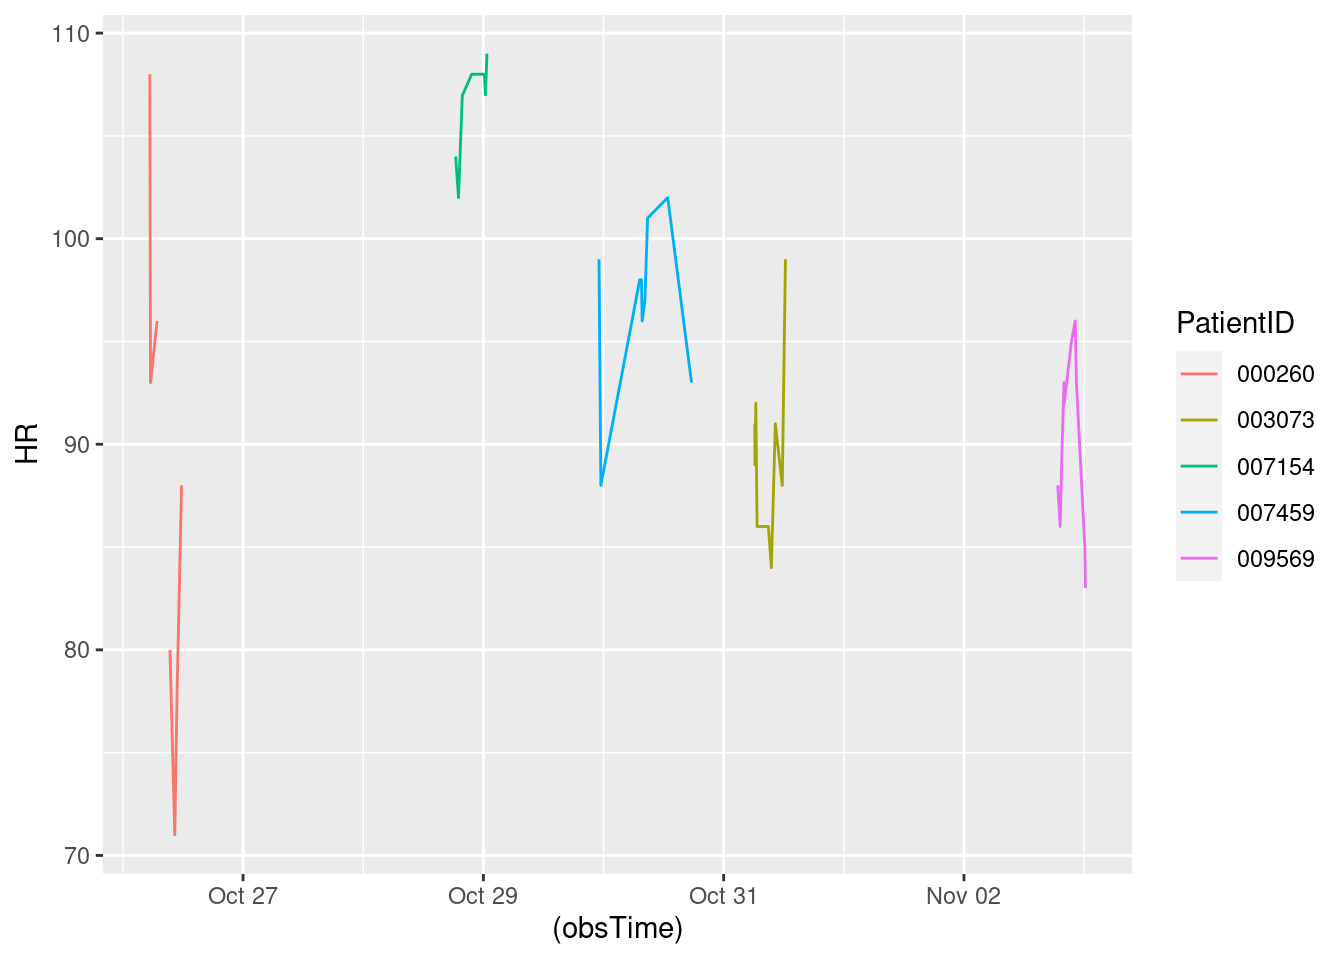 110
100
90
80
70
HR
Oct 27
Oct 29
Oct 31
Nov 02
(obsTime)
PatientID
000260
003073
007154
007459
009569